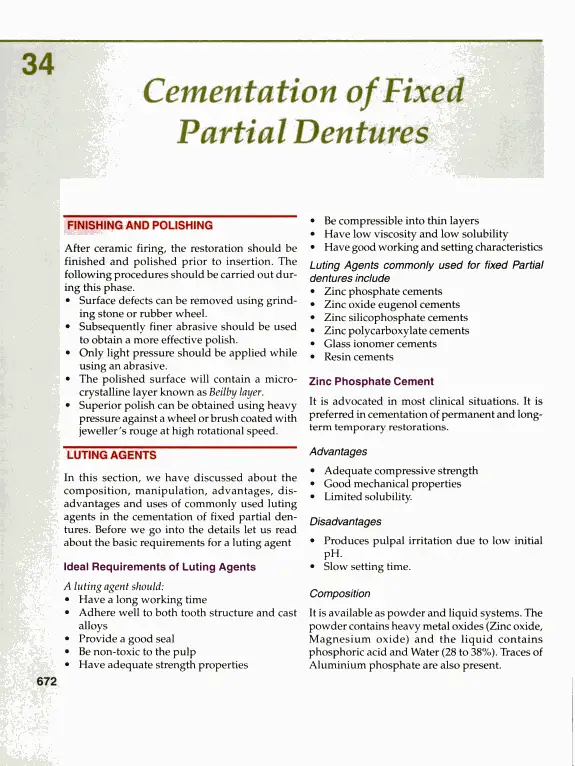 34
Cementation of Fixed
Partial Dentures
FINISHING AND POLISHING
After ceramic firing, the restoration should be
finished and polished prior to insertion. The
following procedures should be carried out dur-
ing this phase.
• Surface defects can be removed using grind-
ing stone or rubber wheel.
• Subsequently finer abrasive should be used
to obtain a more effective polish.
• Only light pressure should be applied while
using an abrasive.
• The polished surface will contain a micro-
crystalline layer known as Beilby layer.
• Superior polish can be obtained using heavy
pressure against a wheel or brush coated with
jeweller's rouge at high rotational speed.
LUTING AGENTS
In this section, we have discussed about the
composition, manipulation, advantages, dis-
advantages and uses of commonly used luting
agents in the cementation of fixed partial den-
tures. Before we go into the details let us read
about the basic requirements for a luting agent
Ideal Requirements of Luting Agents
A luting agent should:
• Have a long working time
• Adhere well to both tooth structure and cast
alloys
• Provide a good seal
• Be non-toxic to the pulp
• Have adequate strength properties
• Be compressible into thin layers
• Have low viscosity and low solubility
• Have good working and setting characteristics
Luting Agents commonly used for fixed Partial
dentures include
• Zinc phosphate cements
• Zinc oxide eugenol cements
• Zinc silicophosphate cements
• Zinc polycarboxylate cements
• Glass ionomer cements
• Resin cements
Zinc Phosphate Cement
It is advocated in most clinical situations. It is
preferred in cementation of permanent and long-
term temporary restorations.
Advantages
• Adequate compressive strength
• Good mechanical properties
• Limited solubility.
Disadvantages
• Produces pulpal irritation due to low initial
pH.
• Slow setting time.
Composition
It is available as powder and liquid systems. The
powder contains heavy metal oxides (Zinc oxide,
Magnesium oxide) and the liquid contains
phosphoric acid and Water (28 to 38%). Traces of
Aluminium phosphate are also present.
672